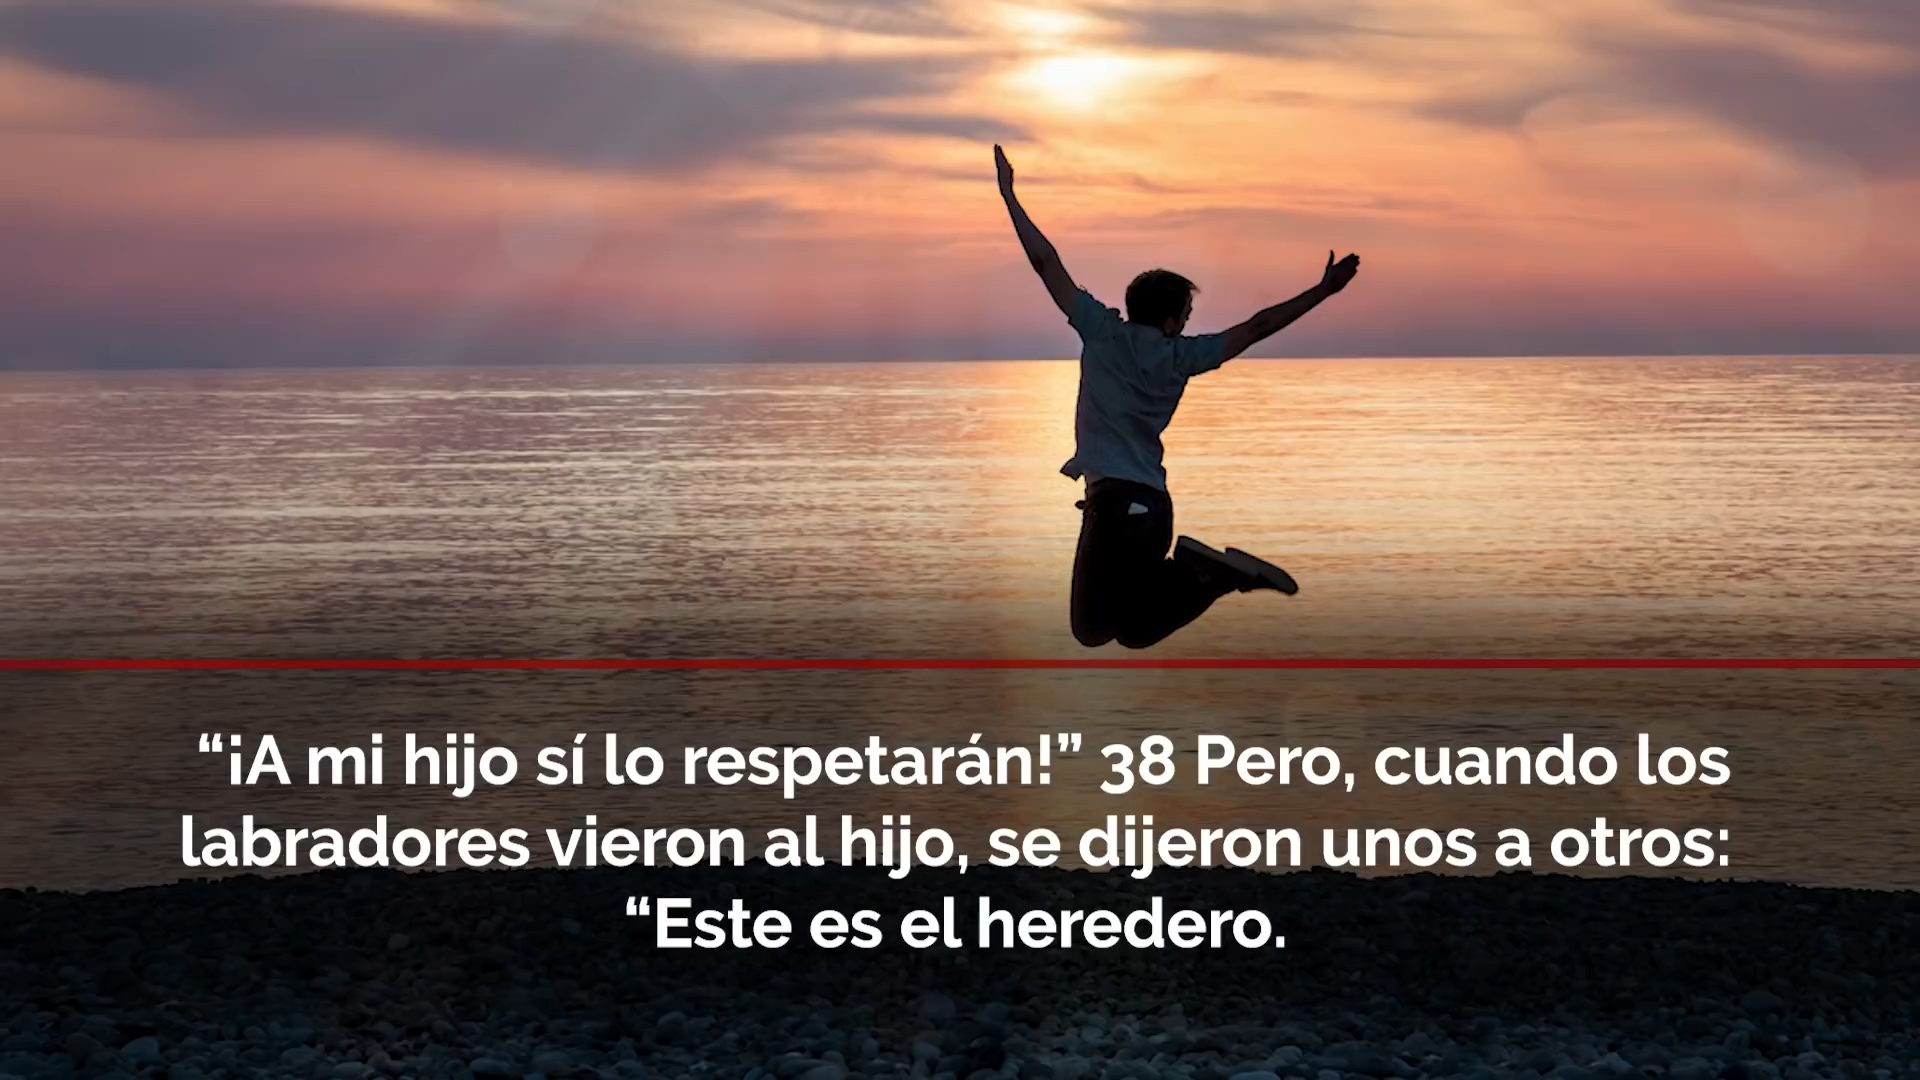 “¡A mi hijo sí lo respetarán!” 38 Pero, cuando los
labradores vieron al hijo, se dijeron unos a otros:
“Este es el heredero.